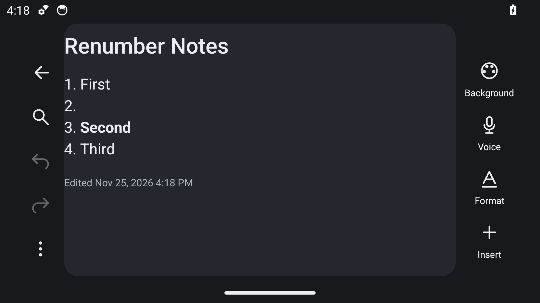 4:18
Renumber Notes
1. First
2.
3. Second
4. Third
Edited Nov 25, 2026 4:18 PM
Background
Voice
Format
Insert